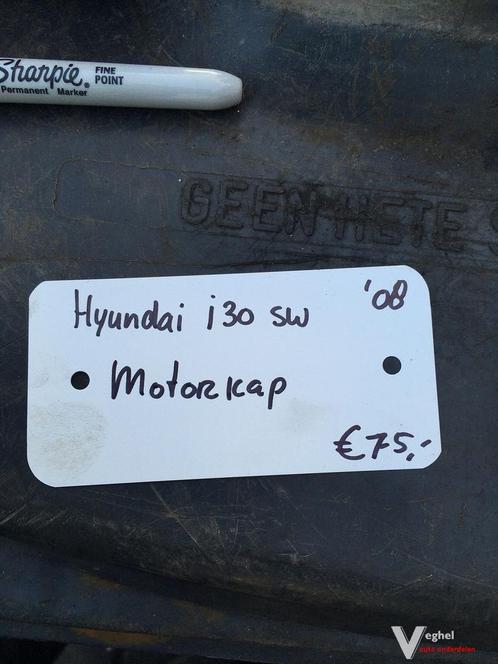 Sharpie. FINE POINT
Permanent Marker
GEEN HETE
Hyundai i30 SW '08
Motorkap
€75,-
Veghel
auto onderdelen